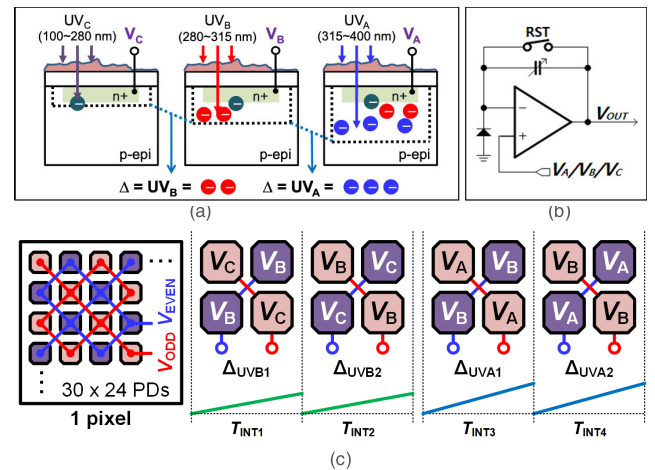 UVC
(100~280 nm)
VC
UVB
(280~315 nm)
VB
UVA
(315~400 nm)
VA
n+
n+
n+
p-epi
p-epi
p-epi
Δ = UVB =
Δ = UVA =
(a)
RST
−
+
VOUT
VA/VB/VC
(b)
VEVEN
VODD
30 x 24 PDs
1 pixel
VC VB VB VC VA VB VB VA
VB VC VC VB VB VA VA VB
ΔUVB1 ΔUVB2 ΔUVA1 ΔUVA2
TINT1 TINT2 TINT3 TINT4
(c)